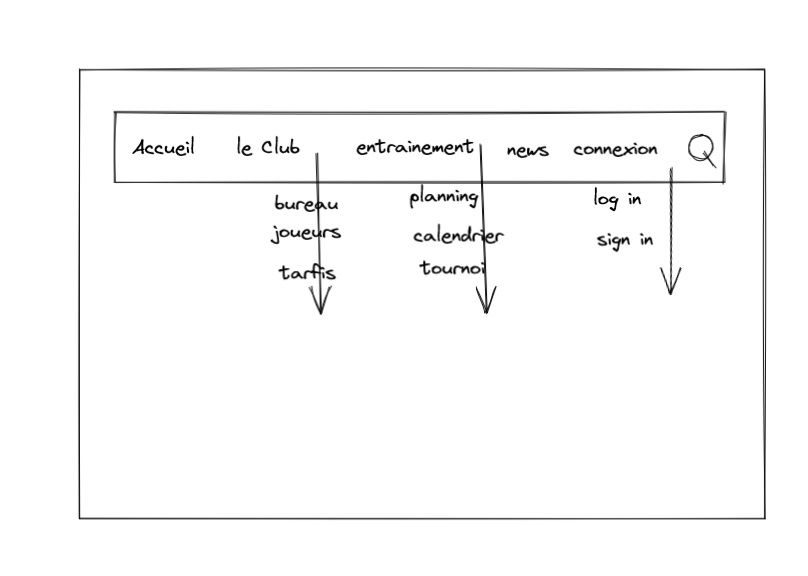 Accueil le Club entrainement news connexion
bureau planning log in
joueurs calendrier sign in
tarfis tournoi